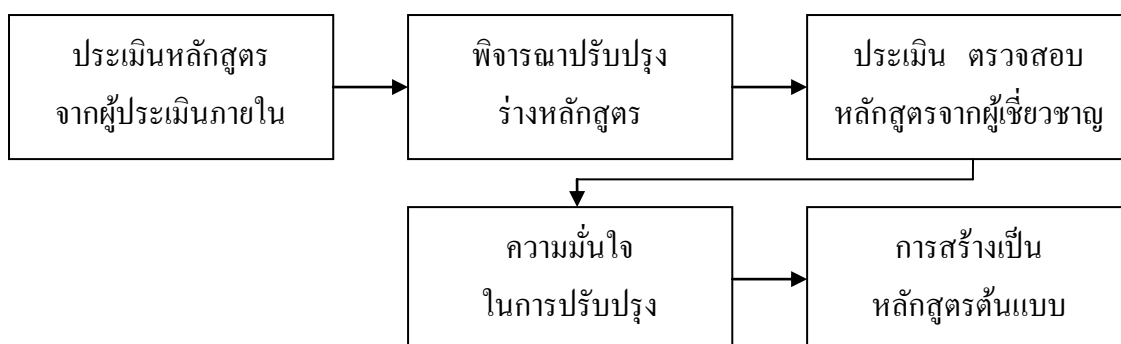 ประเมินหลักสูตร
จากผู้ประเมินภายใน
พิจารณาปรับปรุง
ร่างหลักสูตร
ประเมิน ตรวจสอบ
หลักสูตรจากผู้เชี่ยวชาญ
ความมั่นใจ
ในการปรับปรุง
การสร้างเป็น
หลักสูตรต้นแบบ